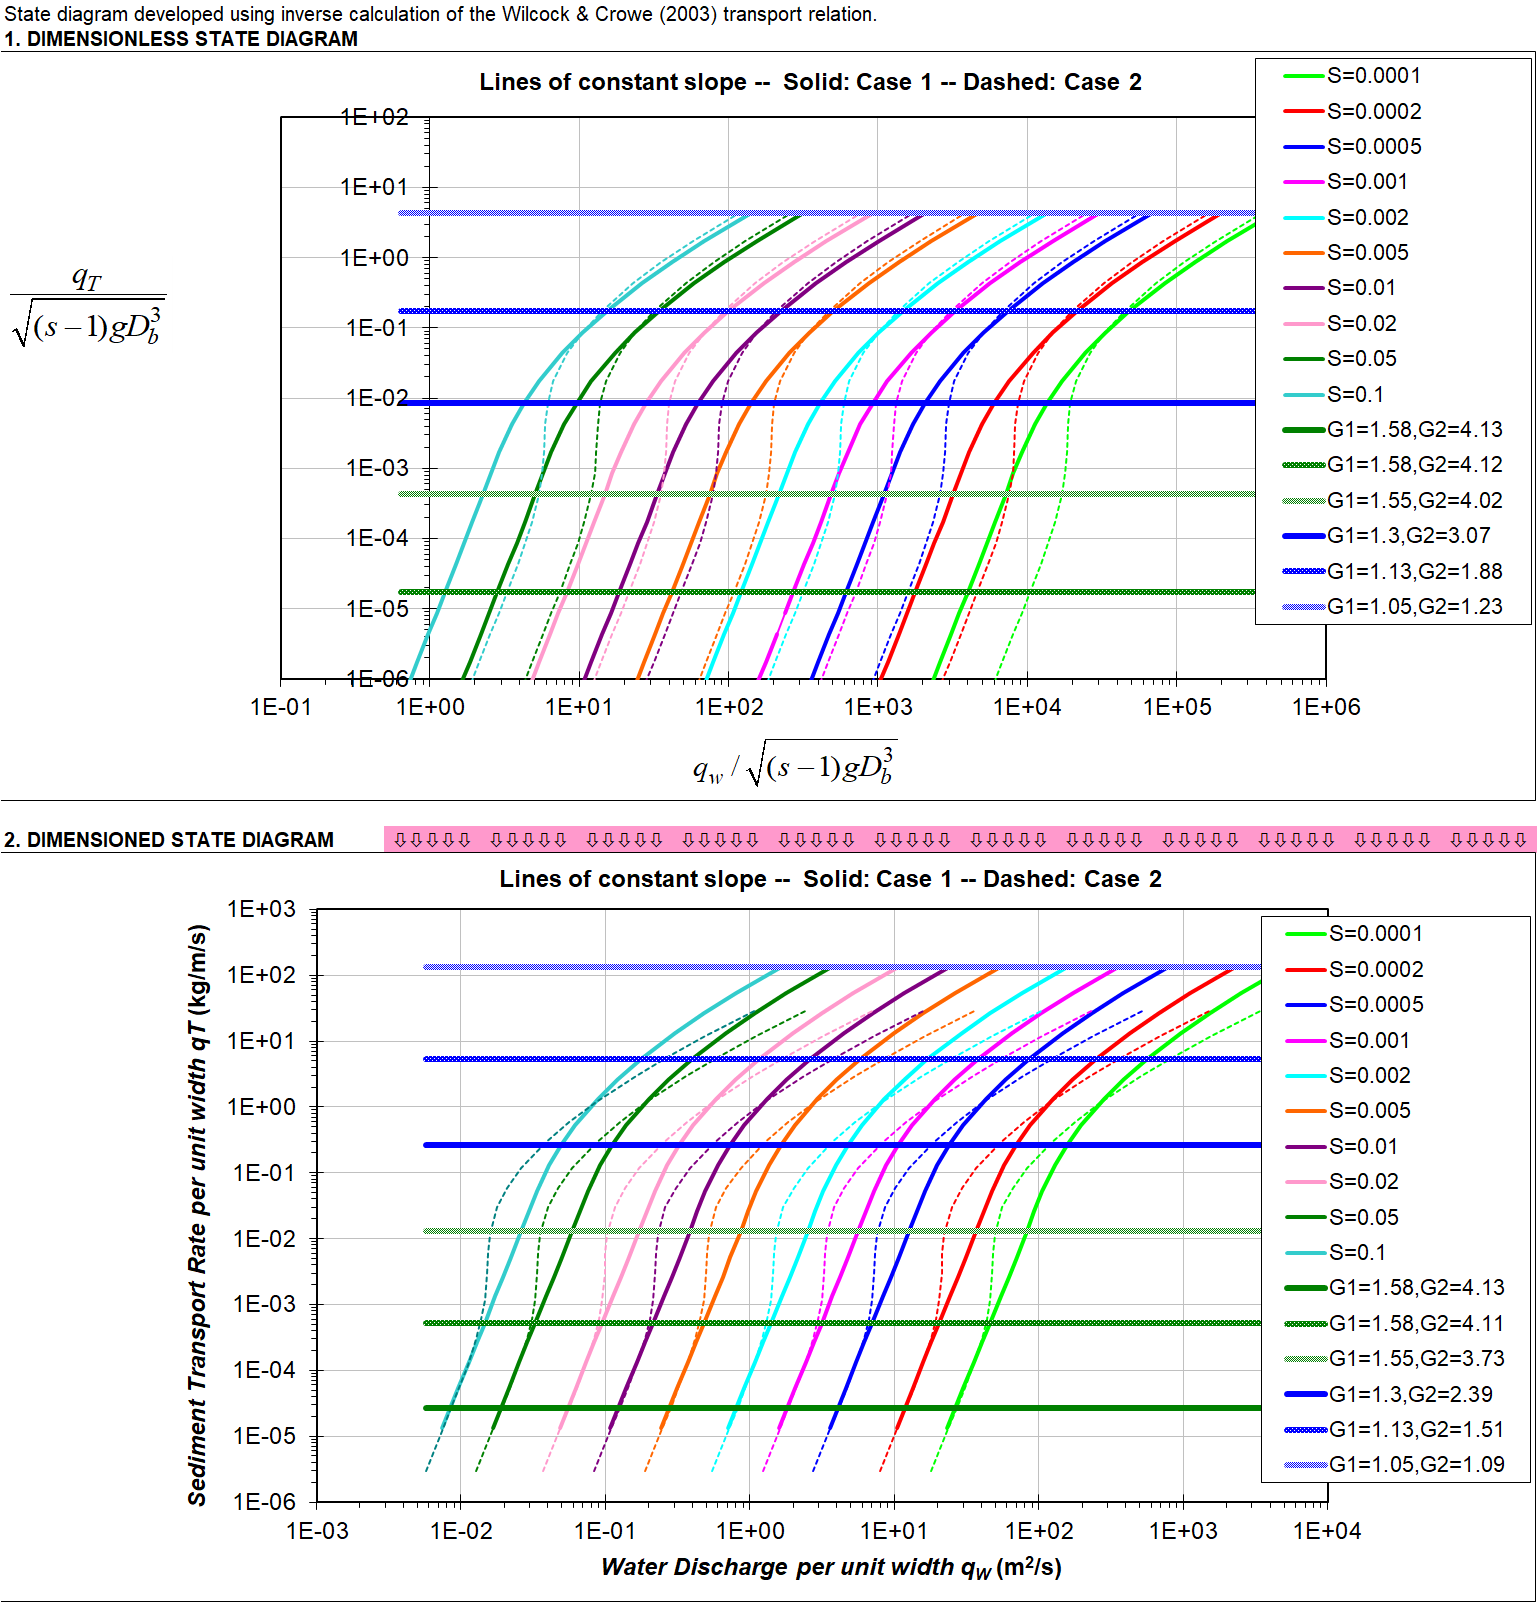 State diagram developed using inverse calculation of the Wilcock & Crowe (2003) transport relation.
1. DIMENSIONLESS STATE DIAGRAM
Lines of constant slope -- Solid: Case 1 -- Dashed: Case 2
1E+02
1E+01
1E+00
1E-01
1E-02
1E-03
1E-04
1E-05
1E-06
q_T / √((s−1)gD_b^3)
1E-01 1E+00 1E+01 1E+02 1E+03 1E+04 1E+05 1E+06
q_w / √((s−1)gD_b^3)
S=0.0001
S=0.0002
S=0.0005
S=0.001
S=0.002
S=0.005
S=0.01
S=0.02
S=0.05
S=0.1
G1=1.58,G2=4.13
G1=1.58,G2=4.12
G1=1.55,G2=4.02
G1=1.3,G2=3.07
G1=1.13,G2=1.88
G1=1.05,G2=1.23
2. DIMENSIONED STATE DIAGRAM
Lines of constant slope -- Solid: Case 1 -- Dashed: Case 2
Sediment Transport Rate per unit width qT (kg/m/s)
1E+03
1E+02
1E+01
1E+00
1E-01
1E-02
1E-03
1E-04
1E-05
1E-06
1E-03 1E-02 1E-01 1E+00 1E+01 1E+02 1E+03 1E+04
Water Discharge per unit width q_W (m²/s)
S=0.0001
S=0.0002
S=0.0005
S=0.001
S=0.002
S=0.005
S=0.01
S=0.02
S=0.05
S=0.1
G1=1.58,G2=4.13
G1=1.58,G2=4.11
G1=1.55,G2=3.73
G1=1.3,G2=2.39
G1=1.13,G2=1.51
G1=1.05,G2=1.09